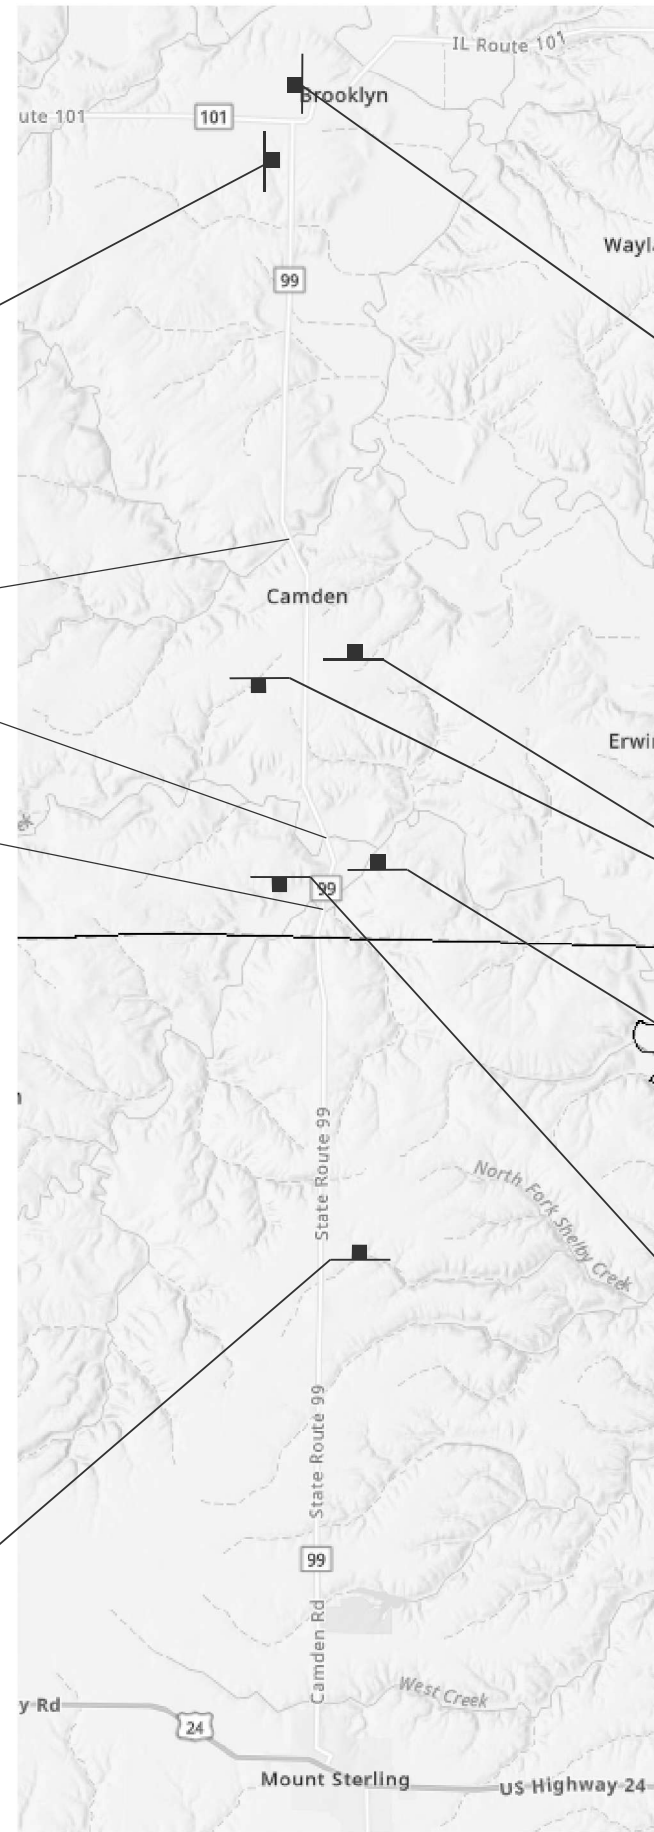 IL Route 101
Brooklyn
ute 101
101
Wayl
99
Camden
Erwi
ek
99
State Route 99
North Fork Shelby Creek
State Route 99
99
Camden Rd
West Creek
y Rd
24
Mount Sterling
US Highway 24